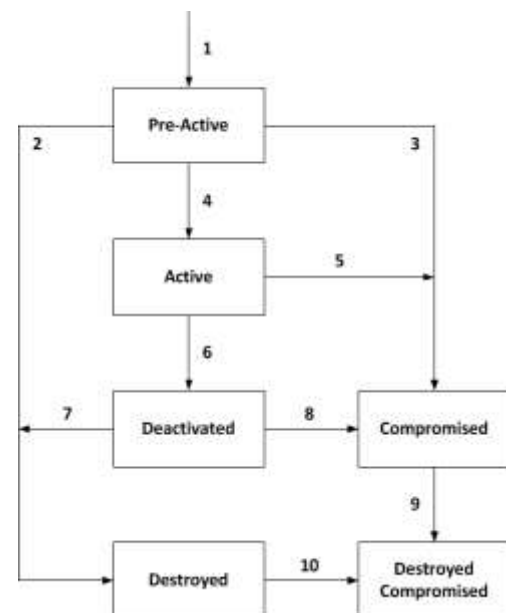 1
Pre-Active
2
3
4
Active
5
6
7
Deactivated
8
Compromised
9
Destroyed
10
Destroyed
Compromised